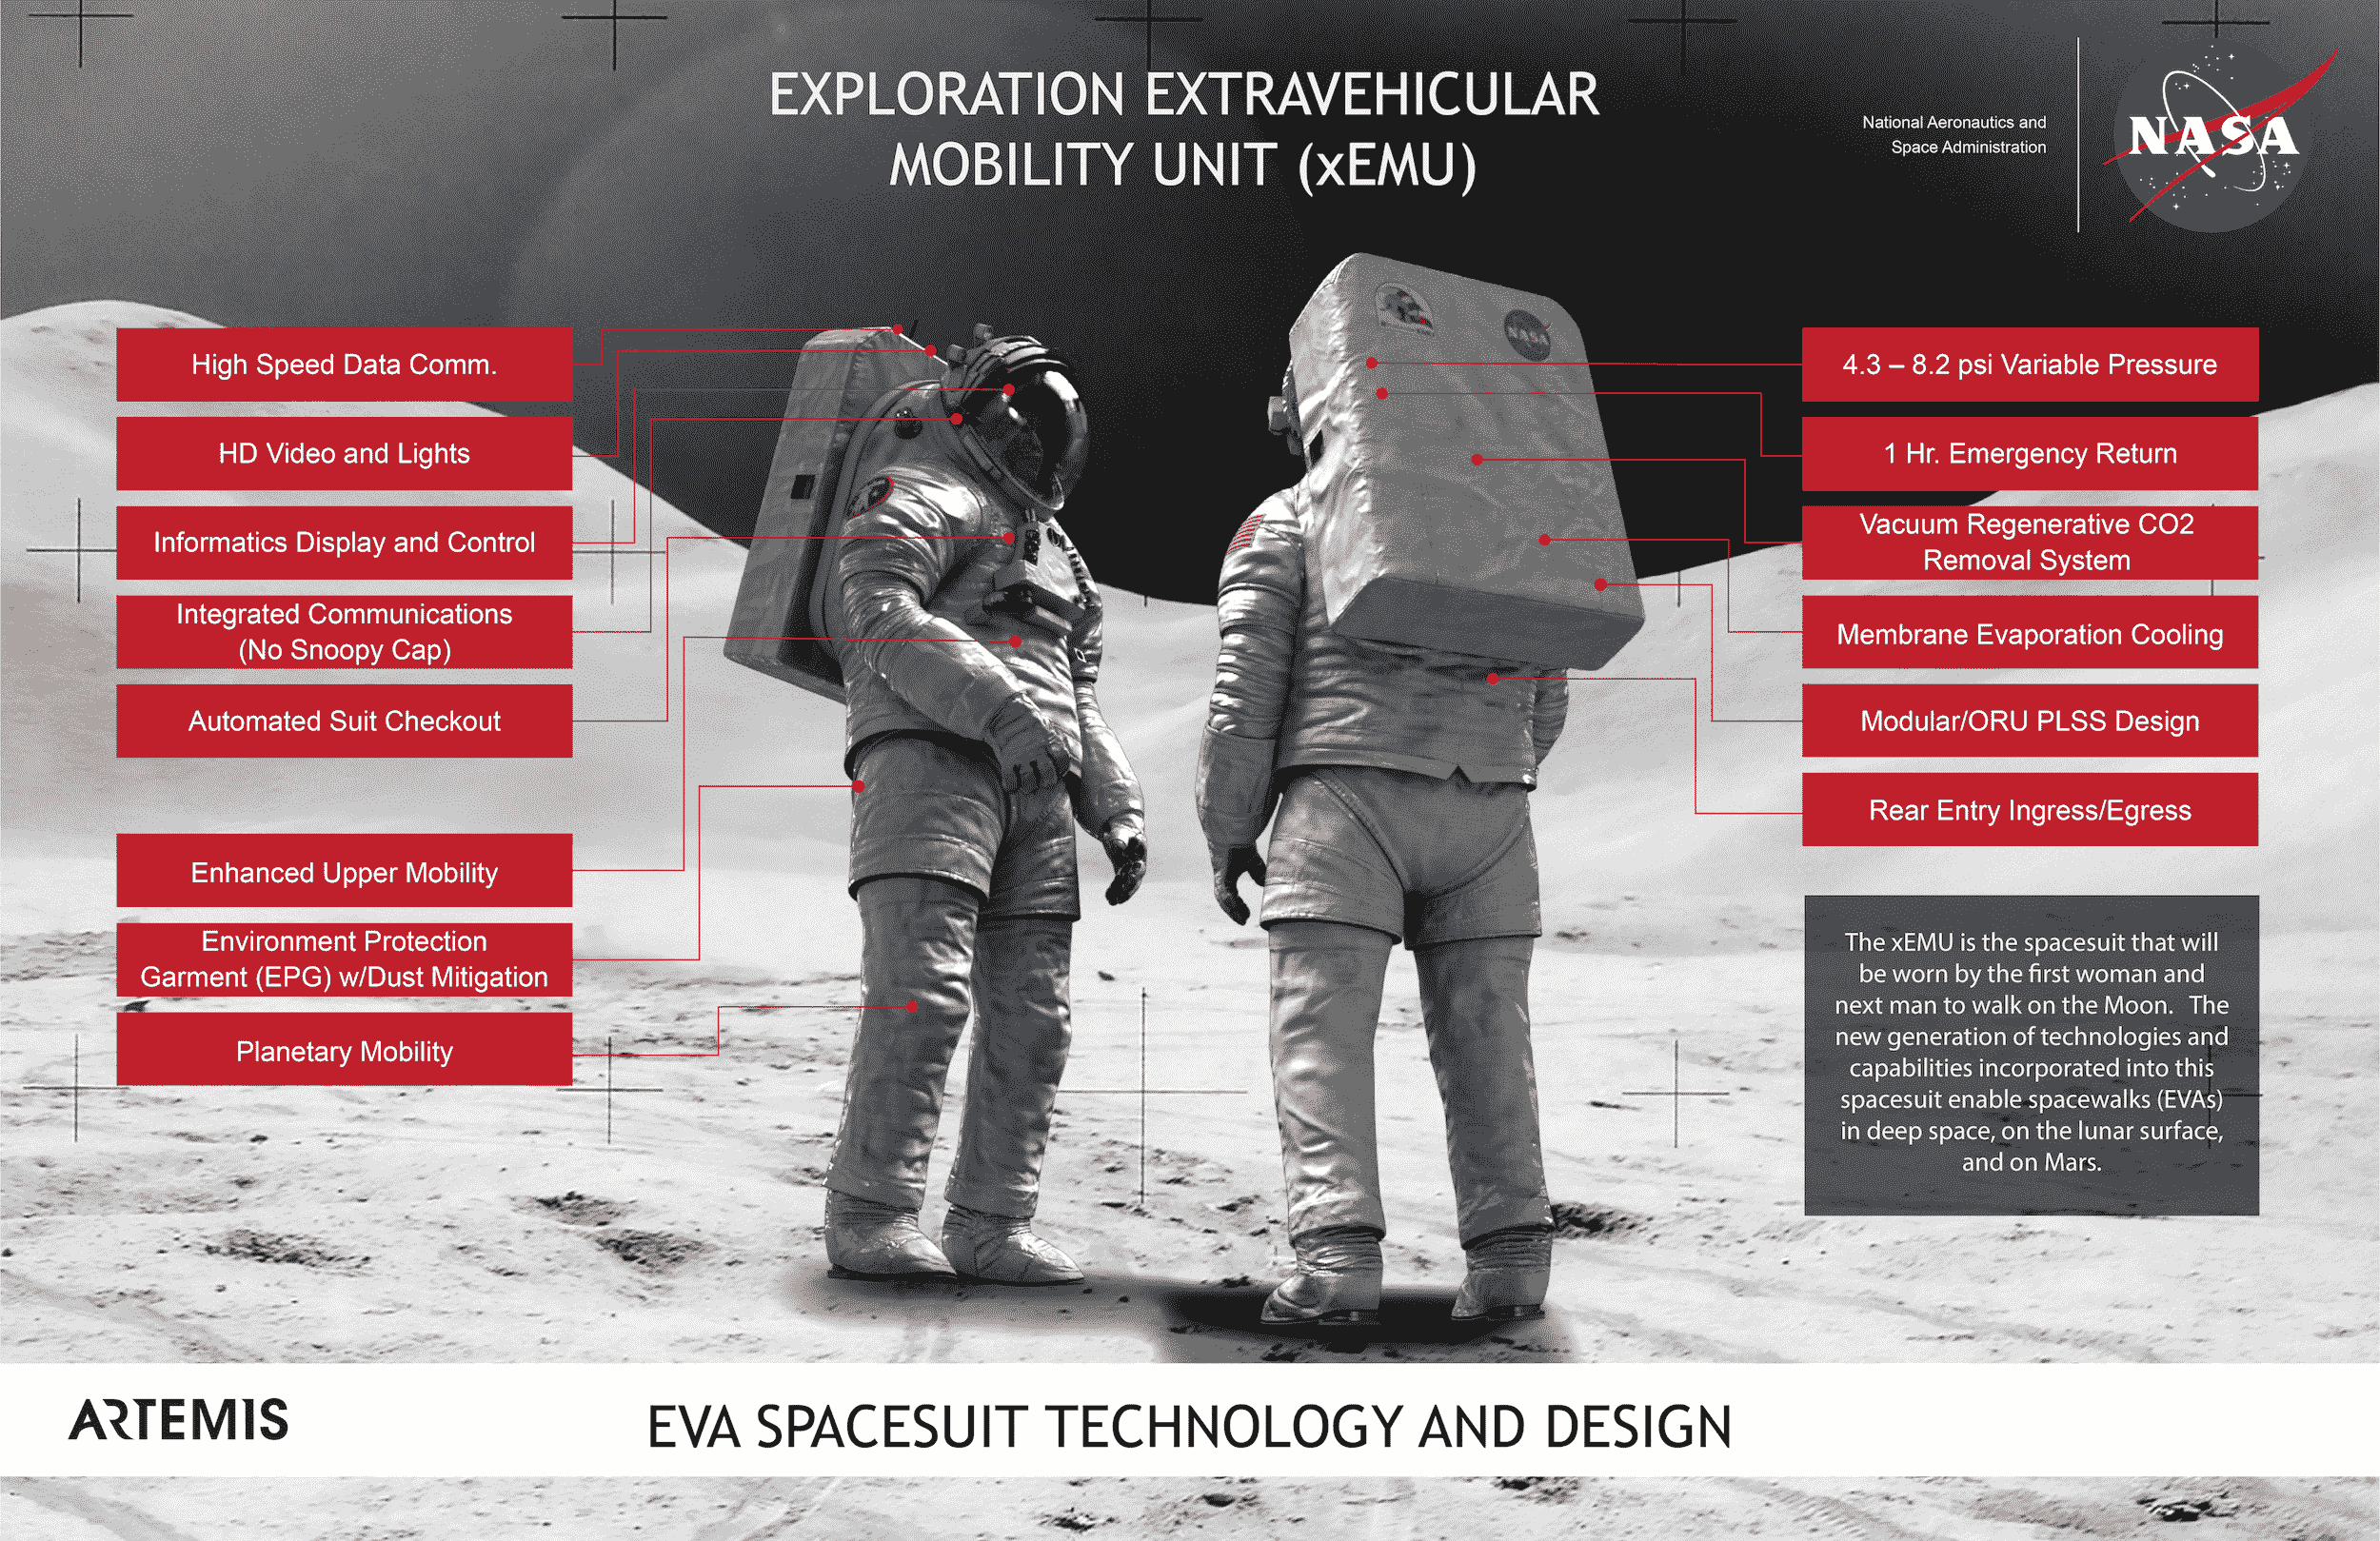 EXPLORATION EXTRAVEHICULAR
MOBILITY UNIT (xEMU)
National Aeronautics and
Space Administration
NASA
High Speed Data Comm.
HD Video and Lights
Informatics Display and Control
Integrated Communications
(No Snoopy Cap)
Automated Suit Checkout
Enhanced Upper Mobility
Environment Protection
Garment (EPG) w/Dust Mitigation
Planetary Mobility
NASA
4.3 – 8.2 psi Variable Pressure
1 Hr. Emergency Return
Vacuum Regenerative CO2
Removal System
Membrane Evaporation Cooling
Modular/ORU PLSS Design
Rear Entry Ingress/Egress
The xEMU is the spacesuit that will
be worn by the first woman and
next man to walk on the Moon. The
new generation of technologies and
capabilities incorporated into this
spacesuit enable spacewalks (EVAs)
in deep space, on the lunar surface,
and on Mars.
ARTEMIS
EVA SPACESUIT TECHNOLOGY AND DESIGN